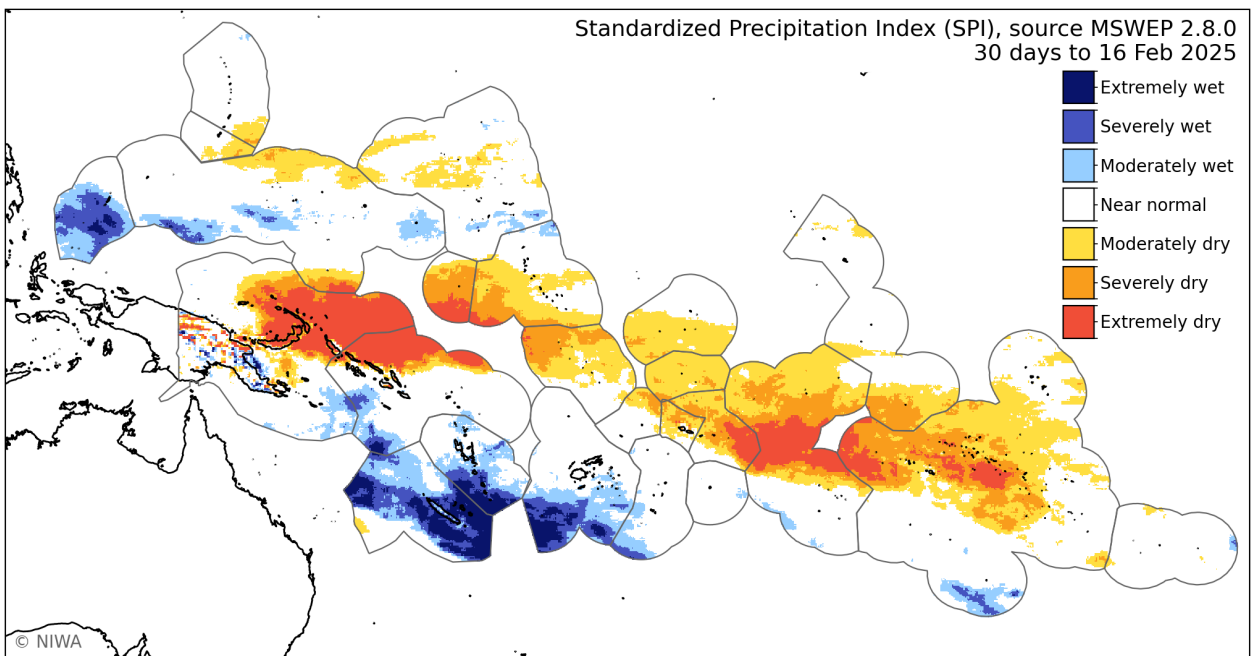 Standardized Precipitation Index (SPI), source MSWEP 2.8.0
30 days to 16 Feb 2025
Extremely wet
Severely wet
Moderately wet
Near normal
Moderately dry
Severely dry
Extremely dry
© NIWA